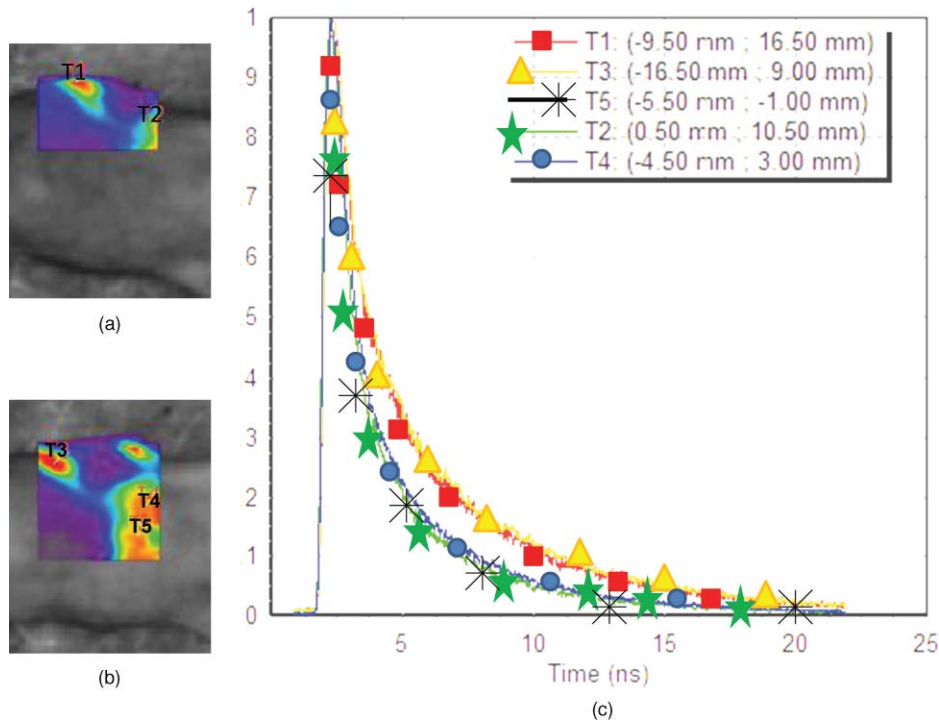 T1
T2
(a)
T3
T4
T5
(b)
T1: (-9.50 mm ; 16.50 mm)
T3: (-16.50 mm ; 9.00 mm)
T5: (-5.50 mm ; -1.00 mm)
T2: (0.50 mm ; 10.50 mm)
T4: (-4.50 mm ; 3.00 mm)
1
9
8
7
6
5
4
3
2
1
0
5
10
15
20
25
Time (ns)
(c)